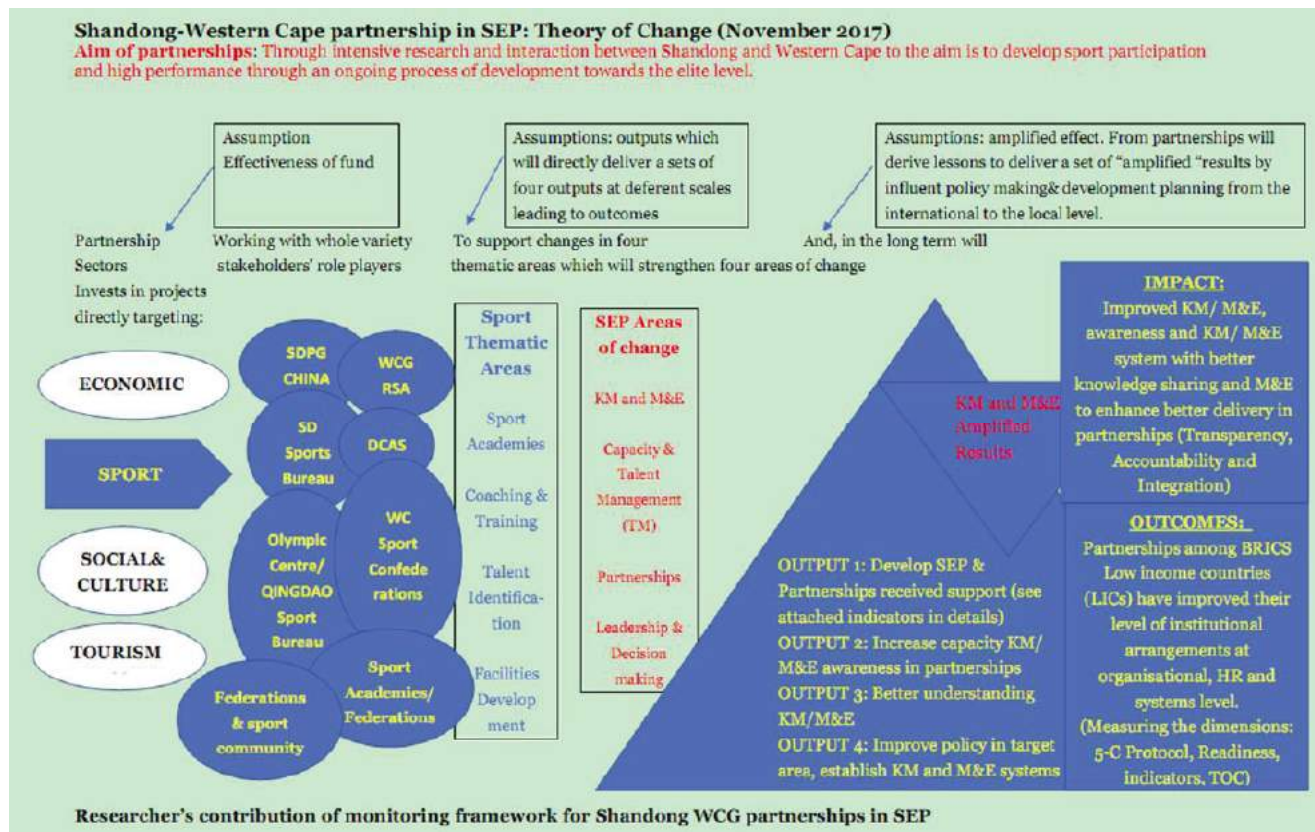 Shandong-Western Cape partnership in SEP: Theory of Change (November 2017)
Aim of partnerships: Through intensive research and interaction between Shandong and Western Cape to the aim is to develop sport participation
and high performance through an ongoing process of development towards the elite level.
Assumption
Effectiveness of fund
Assumptions: outputs which
will directly deliver a sets of
four outputs at deferent scales
leading to outcomes
Assumptions: amplified effect. From partnerships will
derive lessons to deliver a set of "amplified "results by
influent policy making& development planning from the
international to the local level.
Partnership
Sectors
Invests in projects
directly targeting:
Working with whole variety
stakeholders' role players
To support changes in four
thematic areas which will strengthen four areas of change
And, in the long term will
ECONOMIC
SPORT
SOCIAL&
CULTURE
TOURISM
SDPG
CHINA
WCG
RSA
SD
Sports
Bureau
DCAS
Olympic
Centre/
QINGDAO
Sport
Bureau
WC
Sport
Confede
rations
Federations
& sport
community
Sport
Academies/
Federations
Sport
Thematic
Areas
Sport
Academies
Coaching &
Training
Talent
Identifica-
tion
Facilities
Develop
ment
SEP Areas
of change
KM and M&E
Capacity &
Talent
Management
(TM)
Partnerships
Leadership &
Decision
making
KM and M&E
Amplified
Results
OUTPUT 1: Develop SEP &
Partnerships received support (see
attached indicators in details)
OUTPUT 2: Increase capacity KM/
M&E awareness in partnerships
OUTPUT 3: Better understanding
KM/M&E
OUTPUT 4: Improve policy in target
area, establish KM and M&E systems
IMPACT:
Improved KM/ M&E,
awareness and KM/ M&E
system with better
knowledge sharing and M&E
to enhance better delivery in
partnerships (Transparency,
Accountability and
Integration)
OUTCOMES:
Partnerships among BRICS
Low income countries
(LICs) have improved their
level of institutional
arrangements at
organisational, HR and
systems level.
(Measuring the dimensions:
5-C Protocol, Readiness,
indicators, TOC)
Researcher's contribution of monitoring framework for Shandong WCG partnerships in SEP